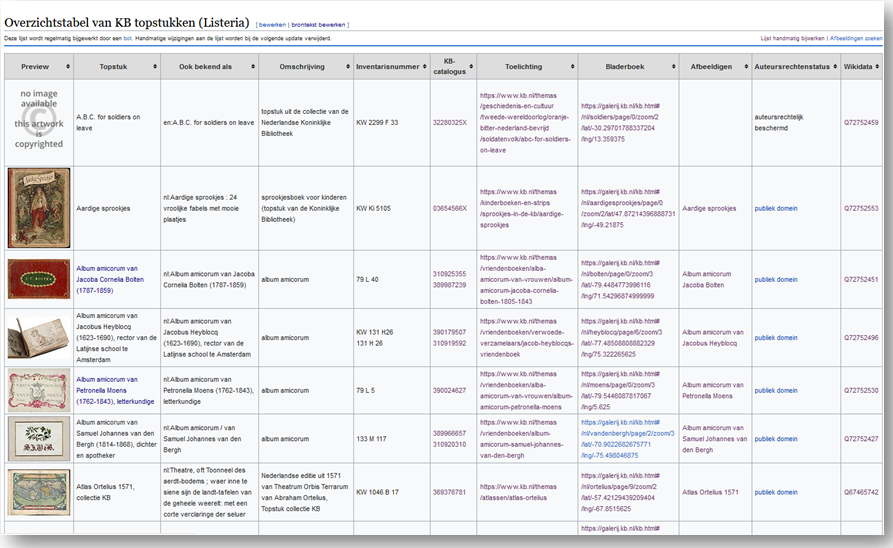 Overzichtstabel van KB topstukken (Listeria) [ bewerken | brontekst bewerken ]
Deze lijst wordt regelmatig bijgewerkt door een bot. Handmatige wijzigingen aan de lijst worden bij de volgende update verwijderd.
Lijst handmatig bijwerken | Afbeeldingen zoeken
Preview Topstuk Ook bekend als Omschrijving Inventarisnummer KB-catalogus Toelichting Bladerboek Afbeeldigen Auteursrechtenstatus Wikidata
no image
available
this artwork
is
copyrighted
A.B.C. for soldiers on
leave
en:A.B.C. for soldiers on leave
topstuk uit de collectie van de
Nederlandse Koninklijke
Bibliotheek
KW 2299 F 33
32280325X
https://www.kb.nl/themas
/geschiedenis-en-cultuur
/tweede-wereldoorlog/oranje-
bitter-nederland-bevrijd
/soldatenvolk/abc-for-soldiers-
on-leave
https://galerij.kb.nl/kb.html#
/nl/soldiers/page/0/zoom/2
/lat/-30.29701788337204
/lng/13.359375
auteursrechtelijk
beschermd
Q72752459
Aardige sprookjes
nl:Aardige sprookjes : 24
vroolijke fabels met mooie
plaatjes
sprookjesboek voor kinderen
(topstuk van de Koninklijke
Bibliotheek)
KW Ki 5105
03654566X
https://www.kb.nl/themas
/kinderboeken-en-strips
/sprookjes-in-de-kb/aardige-
sprookjes
https://galerij.kb.nl/kb.html#
/nl/aardigesprookjes/page/0
/zoom/2/lat/47.87214396888731
/lng/-49.21875
Aardige sprookjes
publiek domein
Q72752553
Album amicorum van
Jacoba Cornelia Bolten
(1787-1859)
nl:Album amicorum van Jacoba
Cornelia Bolten (1787-1859)
album amicorum
79 L 40
310925355
389987239
https://www.kb.nl/themas
/vriendenboeken/alba-
amicorum-van-vrouwen/album-
amicorum-jacoba-cornelia-
bolten-1805-1843
https://galerij.kb.nl/kb.html#
/nl/bolten/page/0/zoom/3
/lat/-79.4484773996116
/lng/71.54296874999999
Album amicorum
Jacoba Bolten
publiek domein
Q72752451
Album amicorum van
Jacobus Heyblocq
(1623-1690), rector van de
Latijnse school te
Amsterdam
nl:Album amicorum van
Jacobus Heyblocq
(1623-1690), rector van de
Latijnse school te Amsterdam
album amicorum
KW 131 H26
131 H 26
390179507
310919592
https://www.kb.nl/themas
/vriendenboeken/verwoede-
verzamelaars/jacob-heyblocqs-
vriendenboek
https://galerij.kb.nl/kb.html#
/nl/heyblocq/page/6/zoom/3
/lat/-77.48508808882329
/lng/75.322265625
Album amicorum van
Jacobus Heyblocq
publiek domein
Q72752496
Album amicorum van
Petronella Moens
(1762-1843), letterkundige
nl:Album amicorum van
Petronella Moens (1762-1843),
letterkundige
album amicorum
79 L 5
390024627
https://www.kb.nl/themas
/vriendenboeken/alba-
amicorum-van-vrouwen/album-
amicorum-petronella-moens
https://galerij.kb.nl/kb.html#
/nl/moens/page/0/zoom/3
/lat/-79.5446087817067
/lng/5.625
Album amicorum van
Petronella Moens
publiek domein
Q72752530
Album amicorum van
Samuel Johannes van den
Bergh (1814-1868), dichter
en apotheker
nl:Album amicorum / van
Samuel Johannes van den
Bergh
album amicorum
133 M 117
389966657
310920310
https://www.kb.nl/themas
/vriendenboeken/album-
amicorum-samuel-johannes-
van-den-bergh
https://galerij.kb.nl/kb.html#
/nl/vandenbergh/page/2/zoom/3
/lat/-70.9022682675771
/lng/-75.498046875
Album amicorum van
Samuel Johannes van
den Bergh
publiek domein
Q72752427
Atlas Ortelius 1571,
collectie KB
nl:Theatre, oft Toonneel des
aerdt-bodems ; waer inne te
siene sijn de landt-tafelen van
de geheele weerelt: met een
corte verclaringe der seluer
Nederlandse editie uit 1571
van Theatrum Orbis Terrarum
van Abraham Ortelius,
Topstuk collectie KB
KW 1046 B 17
369376781
https://www.kb.nl/themas
/atlassen/atlas-ortelius
https://galerij.kb.nl/kb.html#
/nl/ortelius/page/9/zoom/2
/lat/-57.42129439209404
/lng/-67.8515625
Atlas Ortelius 1571
publiek domein
Q67465742
https://galerij.kb.nl/kb.html#